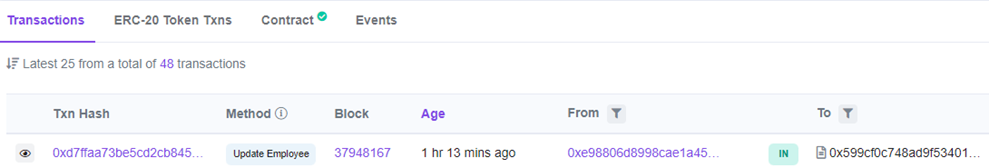 Transactions ERC-20 Token Txns Contract Events
Latest 25 from a total of 48 transactions
Txn Hash Method Block Age From To
0xd7ffaa73be5cd2cb845... Update Employee 37948167 1 hr 13 mins ago 0xe98806d8998cae1a45... IN 0x599cf0c748ad9f53401...